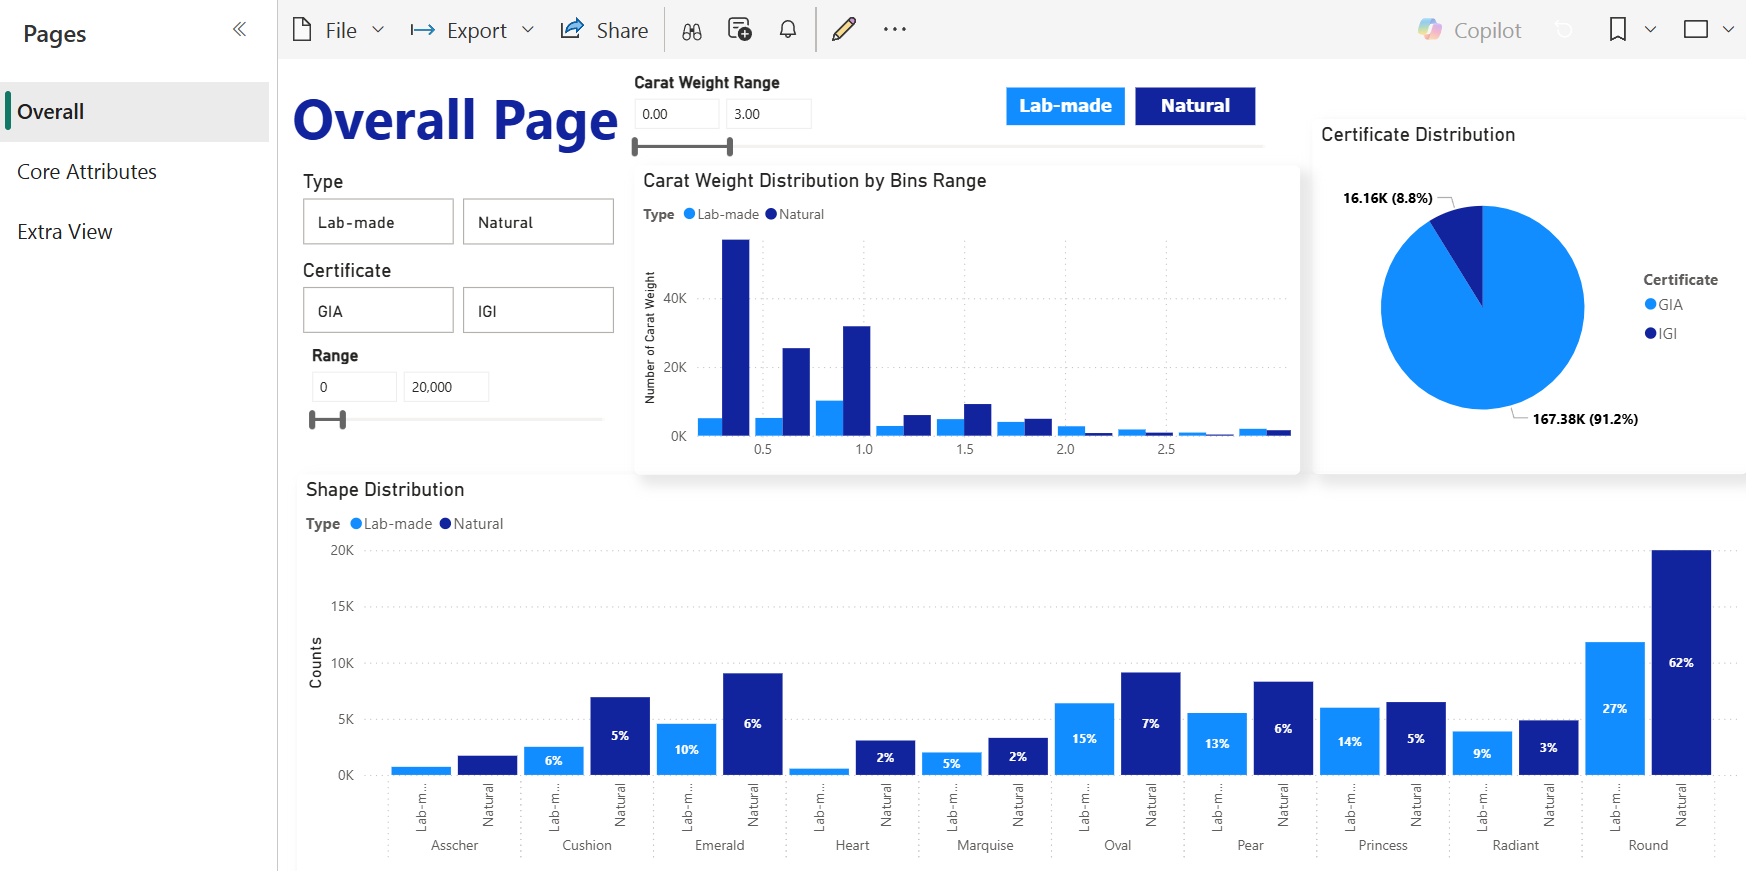 Pages
File
Export
Share
Copilot
Overall
Core Attributes
Extra View
Overall Page
Carat Weight Range
0.00
3.00
Lab-made
Natural
Type
Lab-made
Natural
Certificate
GIA
IGI
Range
0
20,000
Carat Weight Distribution by Bins Range
Type Lab-made Natural
Number of Carat Weight
40K
20K
0K
0.5 1.0 1.5 2.0 2.5
Certificate Distribution
16.16K (8.8%)
167.38K (91.2%)
Certificate
GIA
IGI
Shape Distribution
Type Lab-made Natural
Counts
20K
15K
10K
5K
0K
6% 5% 10% 6% 2% 5% 2% 15% 7% 13% 6% 14% 5% 9% 3% 27% 62%
Lab-m... Natural Lab-m... Natural Lab-m... Natural Lab-m... Natural Lab-m... Natural Lab-m... Natural Lab-m... Natural Lab-m... Natural Lab-m... Natural Lab-m... Natural
Asscher Cushion Emerald Heart Marquise Oval Pear Princess Radiant Round